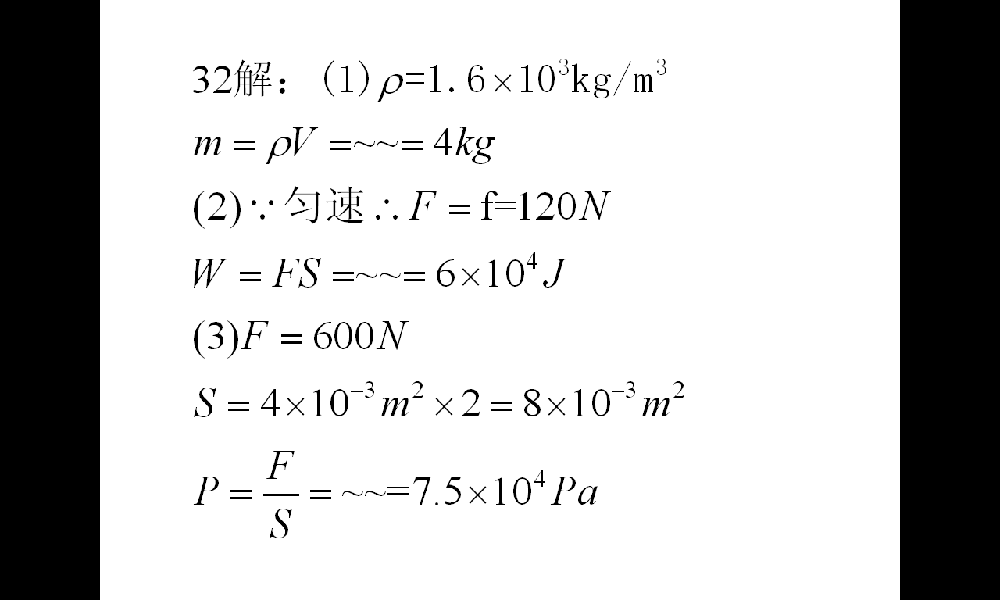 32解：(1)ρ=1.6×10³kg/m³
m = ρV =~~= 4kg
(2)∵匀速∴F = f=120N
W = FS =~~= 6×10⁴J
(3)F = 600N
S = 4×10⁻³m² × 2 = 8×10⁻³m²
P = F/S = ~~=7.5×10⁴Pa